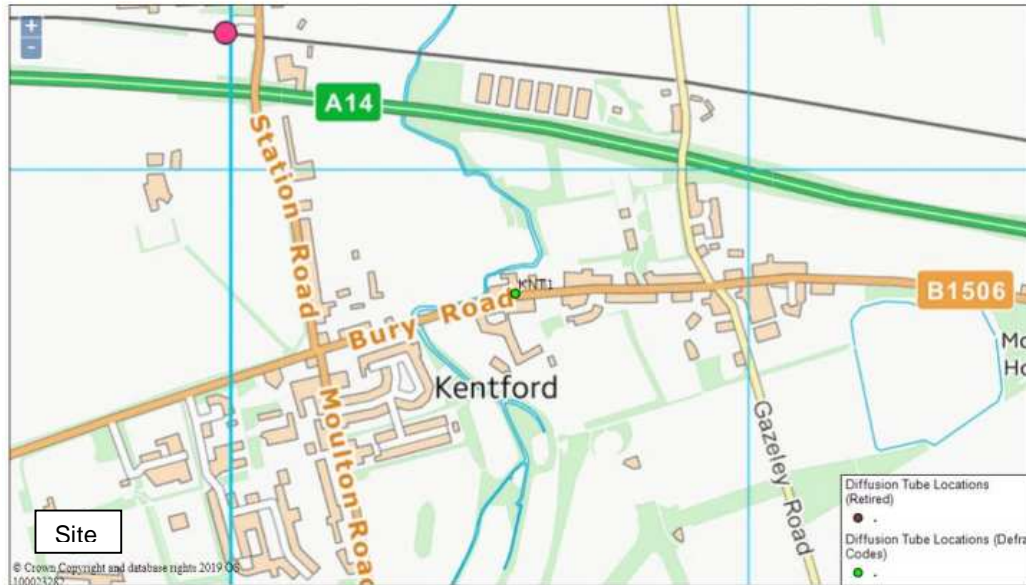 +
-
A14
Station Road
KNT1
Bury Road
B1506
Mo
Ho
Kentford
Moulton Road
Gazeley Road
Diffusion Tube Locations
(Retired)
.
Diffusion Tube Locations (Defra
Codes)
.
Site
© Crown Copyright and database rights 2019 OS
100023282